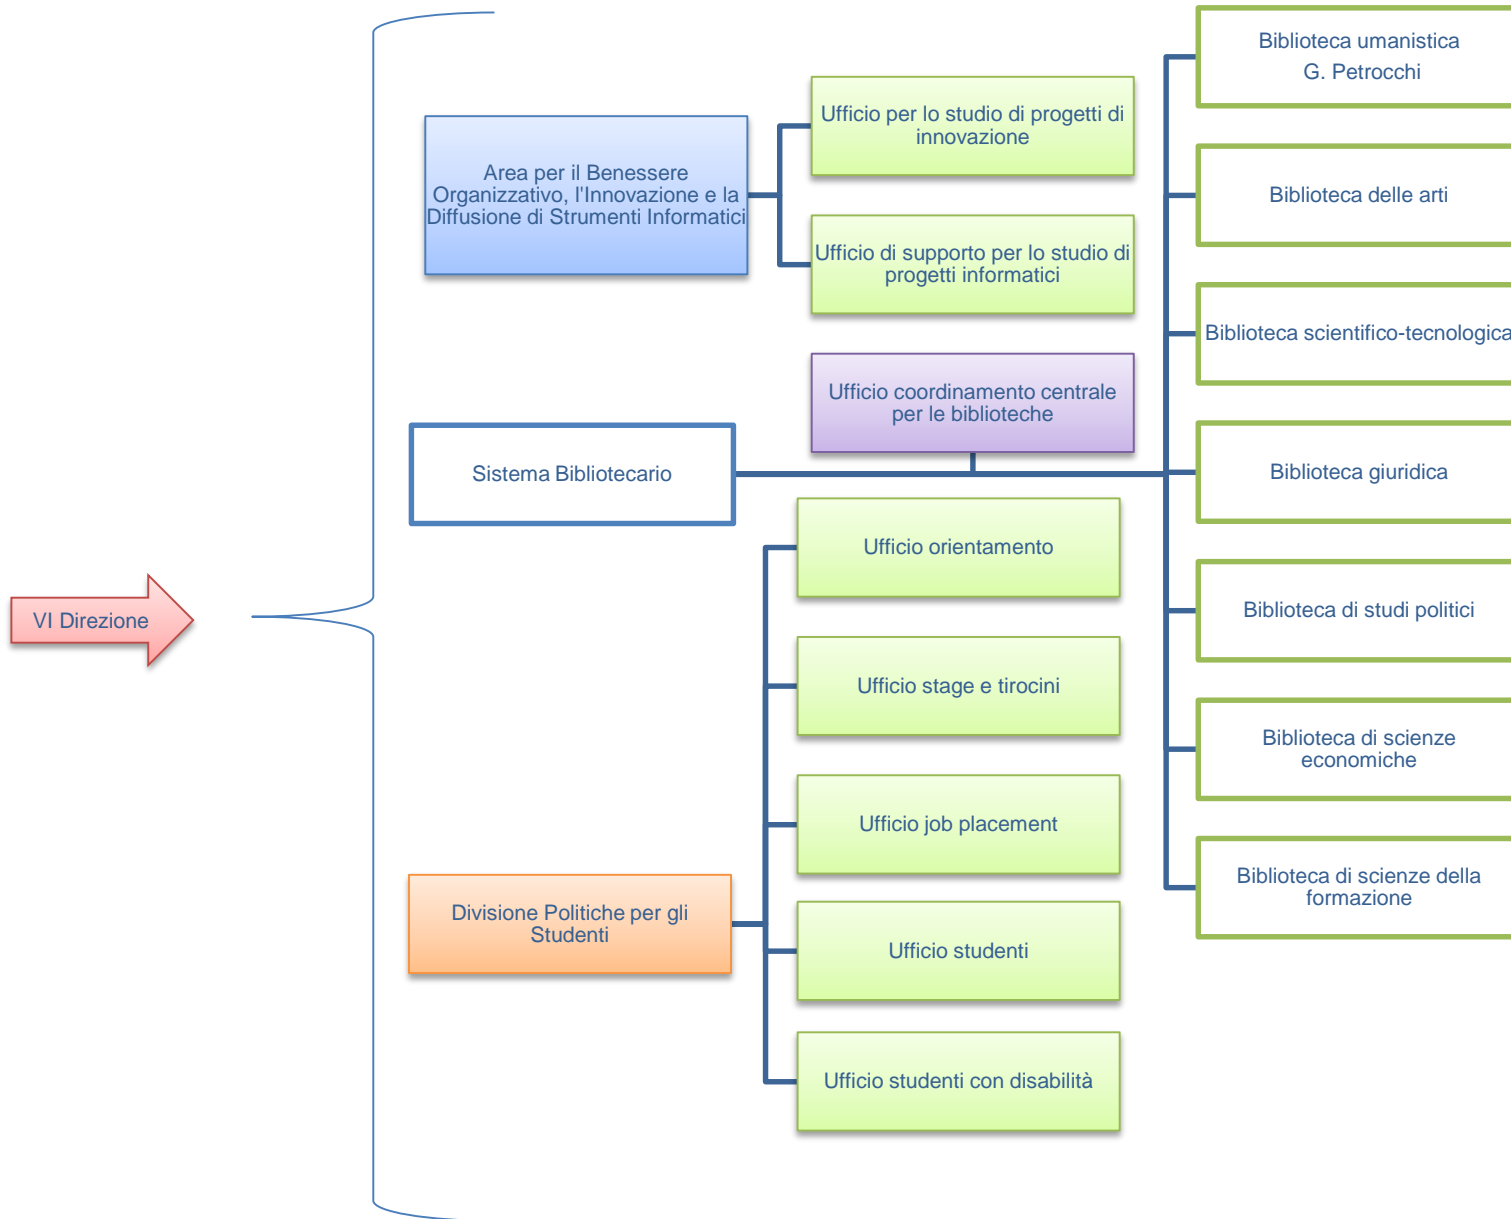 VI Direzione
Area per il Benessere
Organizzativo, l'Innovazione e la
Diffusione di Strumenti Informatici
Ufficio per lo studio di progetti di
innovazione
Ufficio di supporto per lo studio di
progetti informatici
Sistema Bibliotecario
Ufficio coordinamento centrale
per le biblioteche
Biblioteca umanistica
G. Petrocchi
Biblioteca delle arti
Biblioteca scientifico-tecnologica
Biblioteca giuridica
Biblioteca di studi politici
Biblioteca di scienze
economiche
Biblioteca di scienze della
formazione
Divisione Politiche per gli
Studenti
Ufficio orientamento
Ufficio stage e tirocini
Ufficio job placement
Ufficio studenti
Ufficio studenti con disabilità